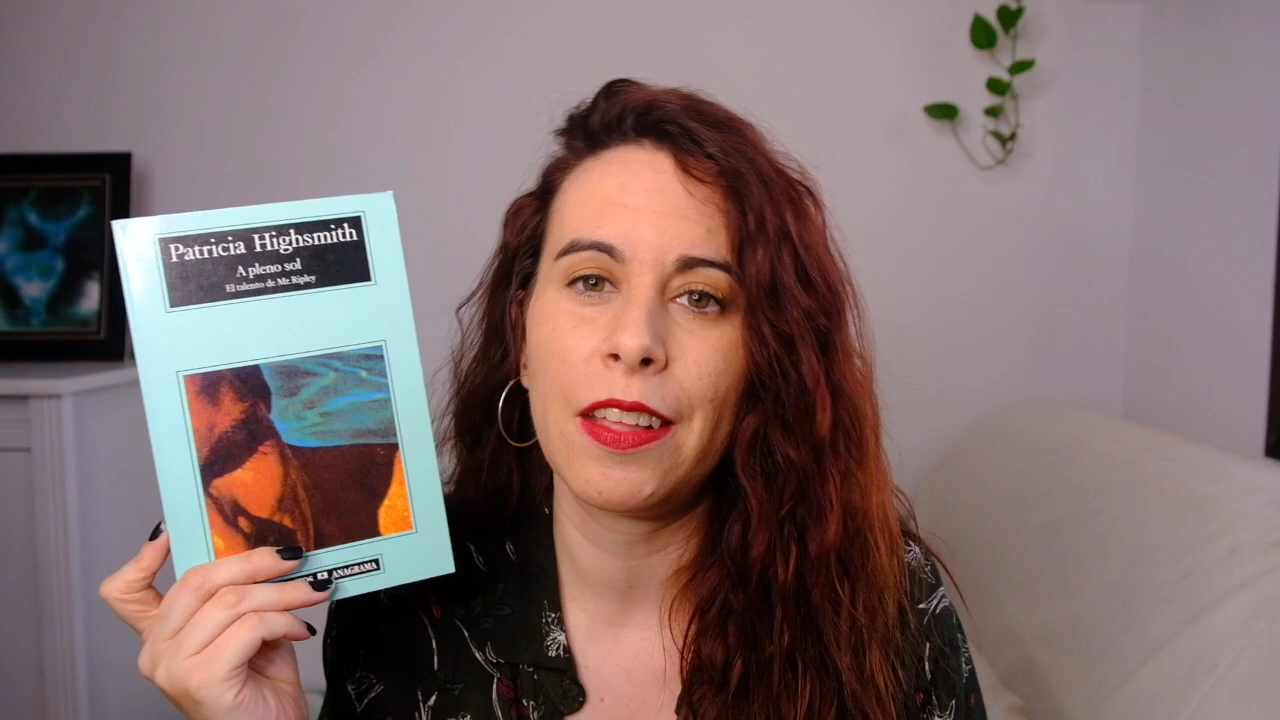 Patricia Highsmith
A pleno sol
El talento de Mr. Ripley
ANAGRAMA